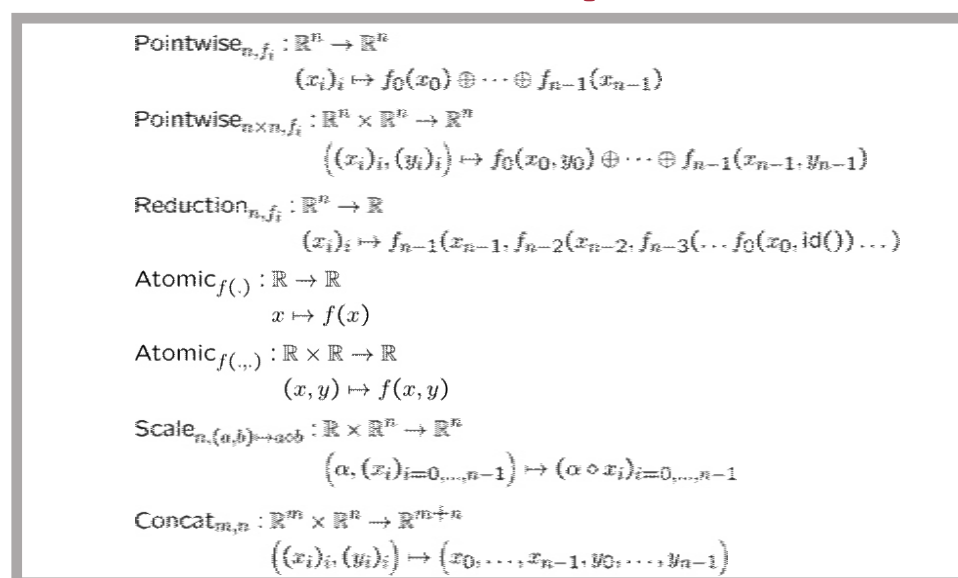 Pointwise_{n,f_i} : ℝ^n → ℝ^n
(x_i)_i ↦ f_0(x_0) ⊕ ⋯ ⊕ f_{n−1}(x_{n−1})
Pointwise_{n×n,f_i} : ℝ^n × ℝ^n → ℝ^n
((x_i)_i, (y_i)_i) ↦ f_0(x_0, y_0) ⊕ ⋯ ⊕ f_{n−1}(x_{n−1}, y_{n−1})
Reduction_{n,f_i} : ℝ^n → ℝ
(x_i)_i ↦ f_{n−1}(x_{n−1}, f_{n−2}(x_{n−2}, f_{n−3}(… f_0(x_0, id()) …)
Atomic_{f(.)} : ℝ → ℝ
x ↦ f(x)
Atomic_{f(.,.)} : ℝ × ℝ → ℝ
(x, y) ↦ f(x, y)
Scale_{n,(a,b)↦a⋄b} : ℝ × ℝ^n → ℝ^n
(α, (x_i)_{i=0,…,n−1}) ↦ (α ⋄ x_i)_{i=0,…,n−1}
Concat_{m,n} : ℝ^m × ℝ^n → ℝ^{m+n}
((x_i)_i, (y_i)_i) ↦ (x_0, …, x_{n−1}, y_0, …, y_{n−1})